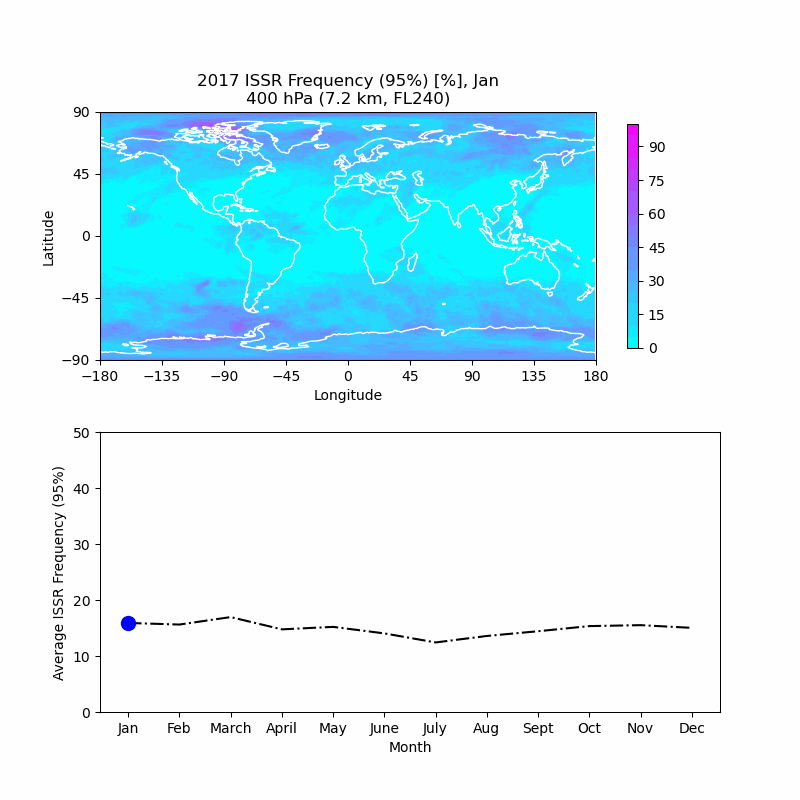 2017 ISSR Frequency (95%) [%], Jan
400 hPa (7.2 km, FL240)
90
45
0
−45
−90
Latitude
−180 −135 −90 −45 0 45 90 135 180
Longitude
90
75
60
45
30
15
0
50
40
30
20
10
0
Average ISSR Frequency (95%)
Jan Feb March April May June July Aug Sept Oct Nov Dec
Month